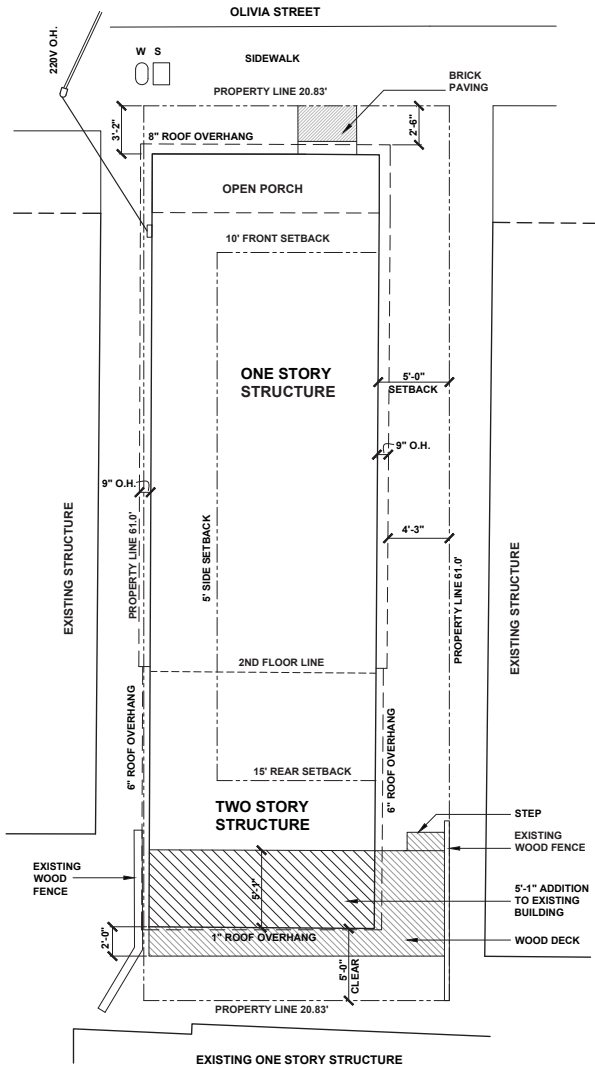 OLIVIA STREET
220V O.H.
W S
SIDEWALK
BRICK
PAVING
PROPERTY LINE 20.83'
3'-2"
8" ROOF OVERHANG
2'-6"
OPEN PORCH
10' FRONT SETBACK
ONE STORY
STRUCTURE
5'-0"
SETBACK
9" O.H.
9" O.H.
4'-3"
EXISTING STRUCTURE
PROPERTY LINE 61.0'
5' SIDE SETBACK
PROPERTY LINE 61.0'
EXISTING STRUCTURE
2ND FLOOR LINE
6" ROOF OVERHANG
6" ROOF OVERHANG
15' REAR SETBACK
TWO STORY
STRUCTURE
STEP
EXISTING
WOOD FENCE
EXISTING
WOOD
FENCE
5'-1"
5'-1" ADDITION
TO EXISTING
BUILDING
2'-0"
1" ROOF OVERHANG
WOOD DECK
5'-0"
CLEAR
PROPERTY LINE 20.83'
EXISTING ONE STORY STRUCTURE